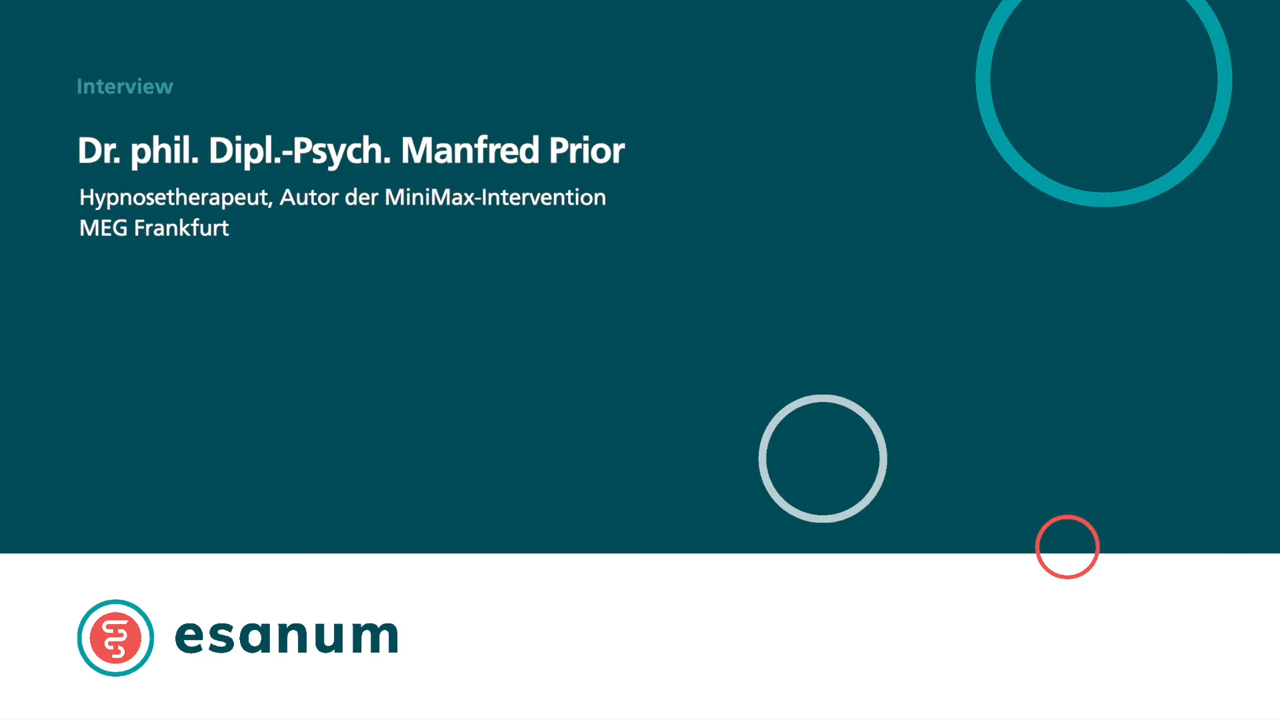 Interview
Dr. phil. Dipl.-Psych. Manfred Prior
Hypnosetherapeut, Autor der MiniMax-Intervention
MEG Frankfurt
esanum